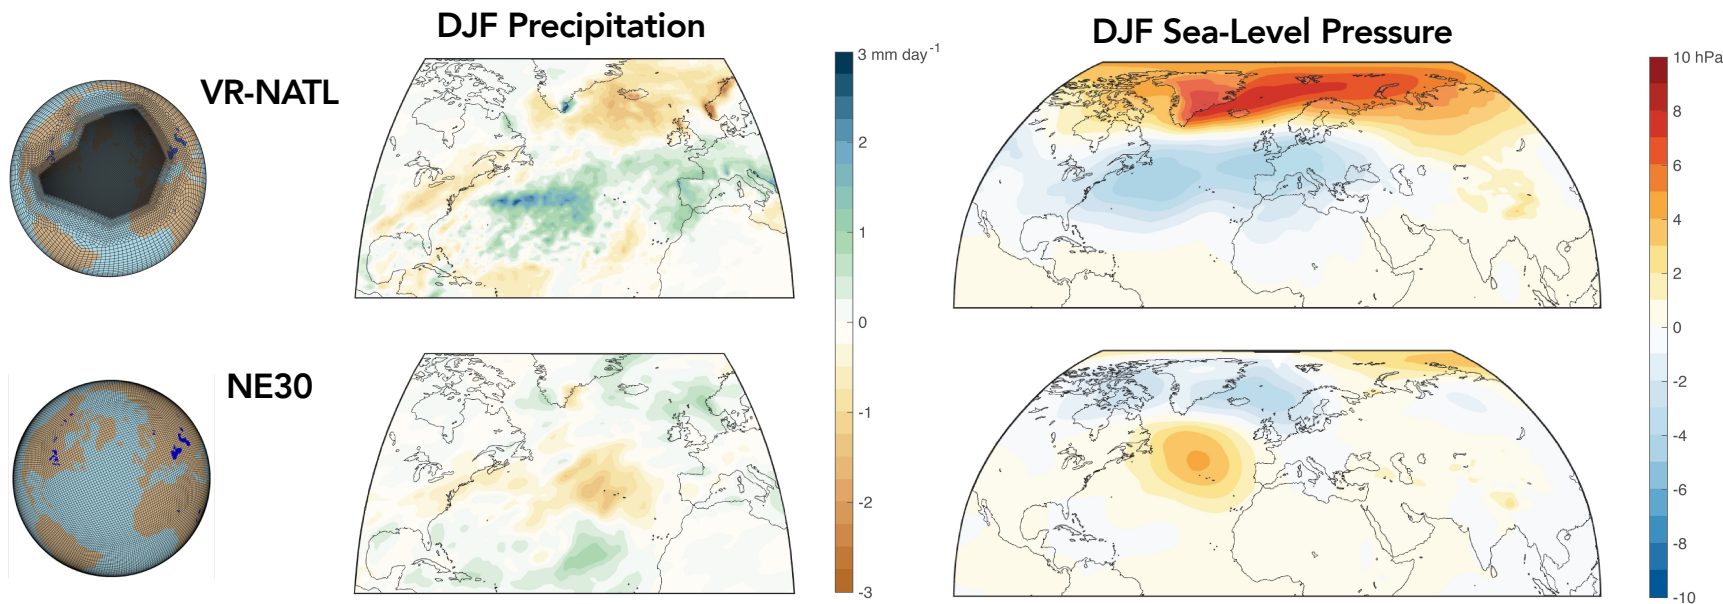 DJF Precipitation
DJF Sea-Level Pressure
VR-NATL
3 mm day⁻¹
2
1
0
-1
-2
-3
10 hPa
8
6
4
2
0
-2
-4
-6
-8
-10
NE30